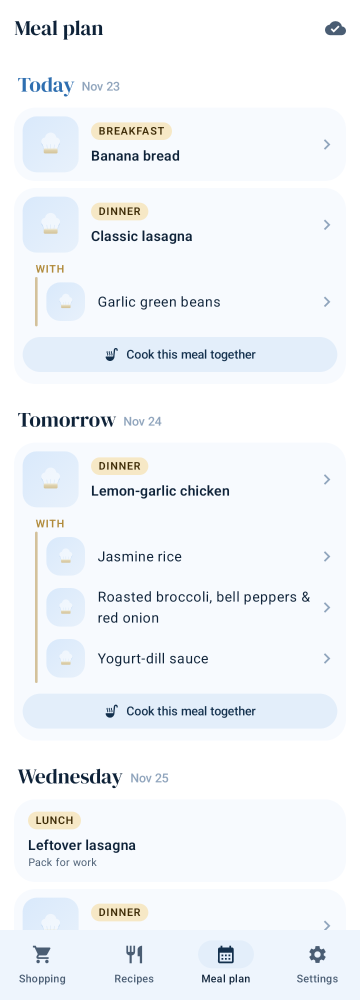 Meal plan
Today Nov 23
BREAKFAST
Banana bread
DINNER
Classic lasagna
WITH
Garlic green beans
Cook this meal together
Tomorrow Nov 24
DINNER
Lemon-garlic chicken
WITH
Jasmine rice
Roasted broccoli, bell peppers &
red onion
Yogurt-dill sauce
Cook this meal together
Wednesday Nov 25
LUNCH
Leftover lasagna
Pack for work
DINNER
Shopping Recipes Meal plan Settings